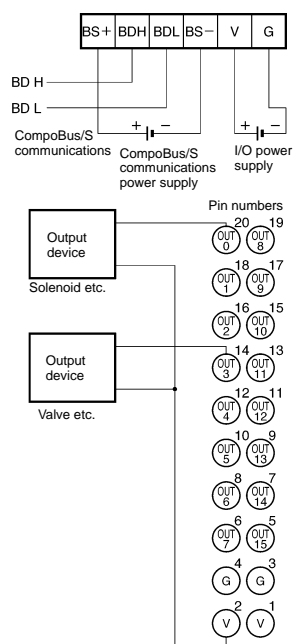 BS+ BDH BDL BS− V G
BD H
BD L
+ − + −
CompoBus/S
communications
CompoBus/S
communications
power supply
I/O power
supply
Pin numbers
20 19
OUT 0 OUT 8
Output
device
18 17
OUT 1 OUT 9
Solenoid etc.
16 15
OUT 2 OUT 10
14 13
OUT 3 OUT 11
Output
device
12 11
OUT 4 OUT 12
Valve etc.
10 9
OUT 5 OUT 13
8 7
OUT 6 OUT 14
6 5
OUT 7 OUT 15
4 3
G G
2 1
V V